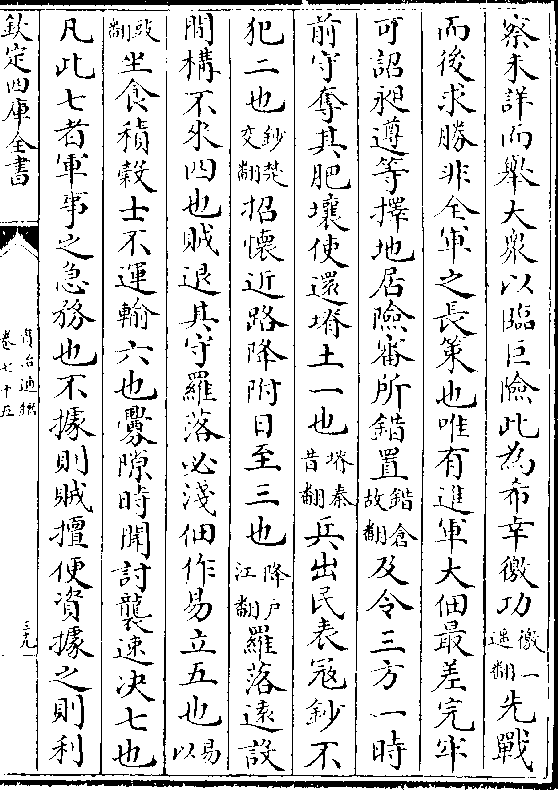 察未詳而舉大衆以臨巨險此為希幸徼功徼一遥翻先戰
而後求勝非全軍之長策也唯有進軍大佃最差完牢
可詔昶遵等擇地居險審所錯置錯倉故翻及令三方一時
前守奪其肥壤使還塉土一也塉秦昔翻兵出民表寇鈔不
犯二也鈔楚交翻招懷近路降附日至三也降户江翻羅落遠設
間構不來四也賊退其守羅落必淺佃作易立五也易以
豉翻坐食積穀士不運輸六也釁隙時聞討襲速决七也
凡此七者軍事之急務也不據則賊擅便資據之則利
欽定四庫全書
資治通鑑
卷七十五
三九